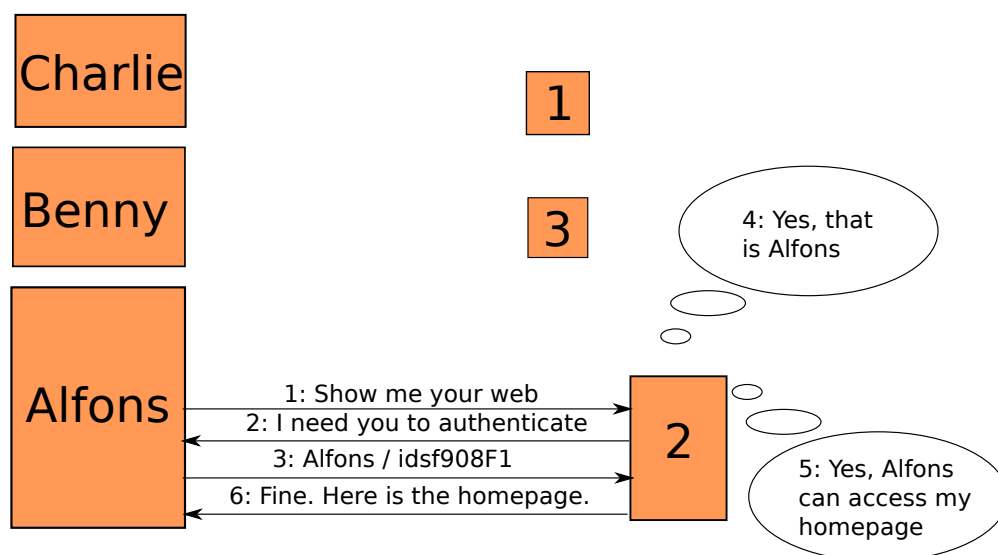 Charlie
1
Benny
3
4: Yes, that
is Alfons
Alfons
1: Show me your web
2: I need you to authenticate
3: Alfons / idsf908F1
6: Fine. Here is the homepage.
2
5: Yes, Alfons
can access my
homepage